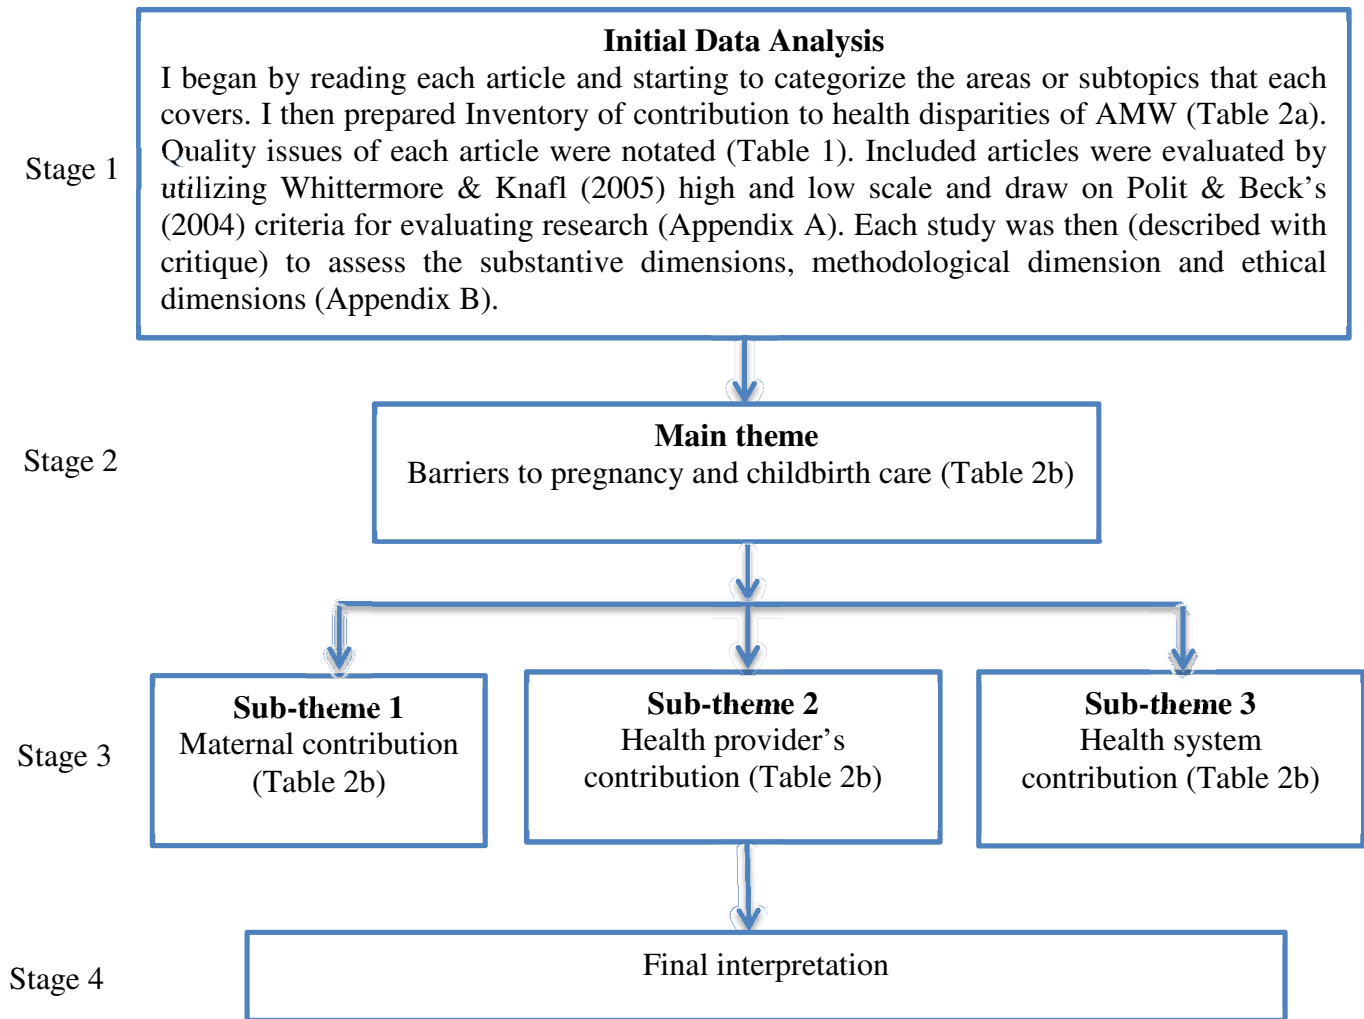 Initial Data Analysis
I began by reading each article and starting to categorize the areas or subtopics that each
covers. I then prepared Inventory of contribution to health disparities of AMW (Table 2a).
Stage 1
Quality issues of each article were notated (Table 1). Included articles were evaluated by
utilizing Whittermore & Knafl (2005) high and low scale and draw on Polit & Beck’s
(2004) criteria for evaluating research (Appendix A). Each study was then (described with
critique) to assess the substantive dimensions, methodological dimension and ethical
dimensions (Appendix B).
Stage 2
Main theme
Barriers to pregnancy and childbirth care (Table 2b)
Stage 3
Sub-theme 1
Maternal contribution
(Table 2b)
Sub-theme 2
Health provider’s
contribution (Table 2b)
Sub-theme 3
Health system
contribution (Table 2b)
Stage 4
Final interpretation